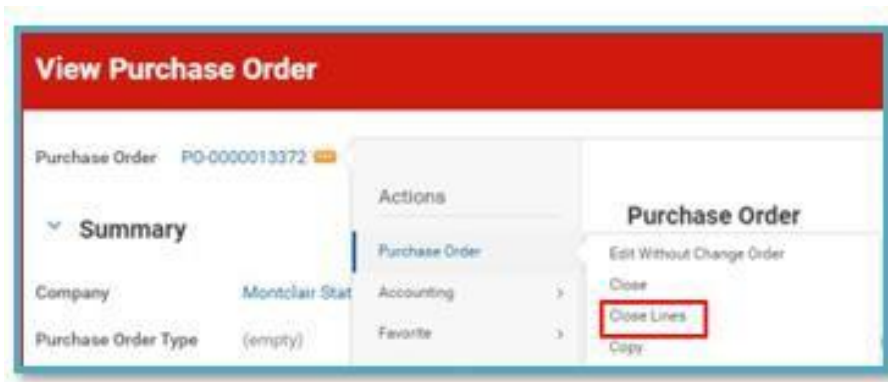 View Purchase Order
Purchase Order PO-0000013372
Actions
Purchase Order
Summary
Purchase Order
Edit Without Change Order
Company Montclair Stat
Accounting
Close
Close Lines
Purchase Order Type (empty)
Favorite
Copy